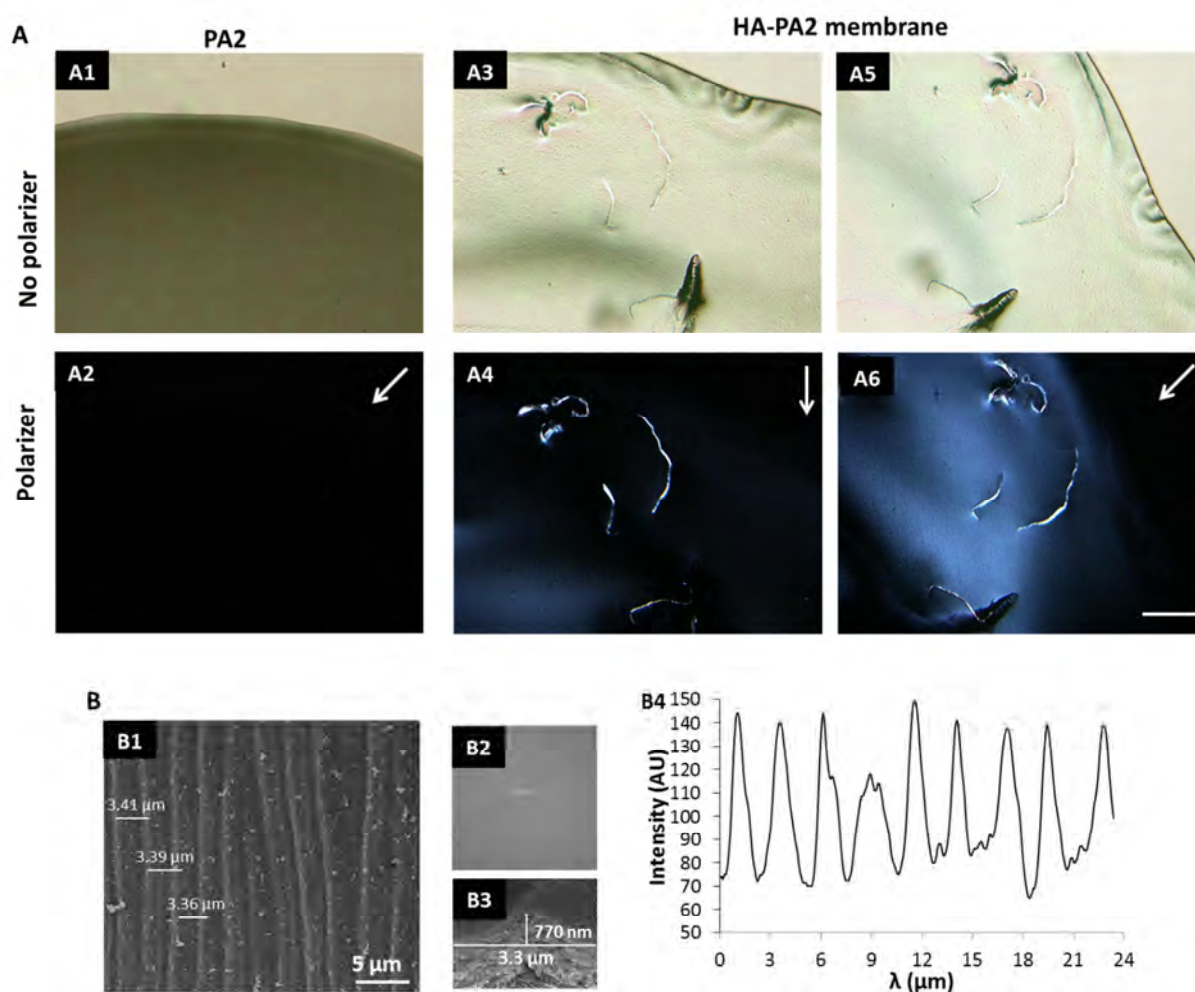 A
PA2
HA-PA2 membrane
No polarizer
A1
A3
A5
Polarizer
A2
A4
A6
B
B1
3.41 µm
3.39 µm
3.36 µm
5 µm
B2
B3
770 nm
3.3 µm
B4
Intensity (AU)
150
140
130
120
110
100
90
80
70
60
50
0 3 6 9 12 15 18 21 24
λ (µm)